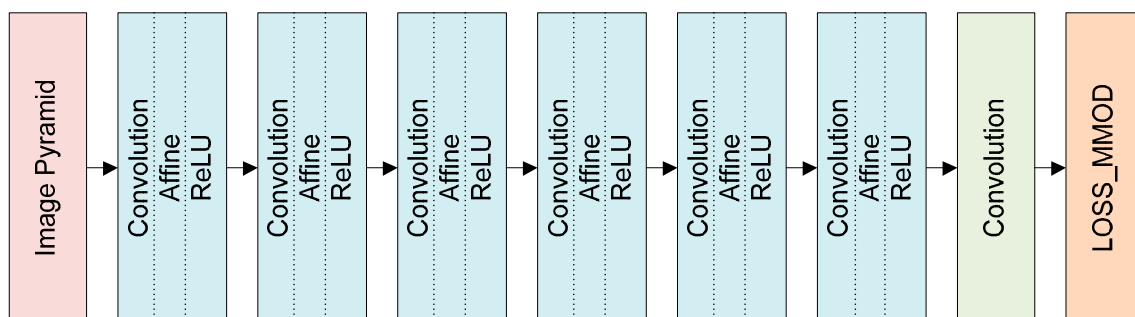 Image Pyramid
Convolution
Affine
ReLU
Convolution
Affine
ReLU
Convolution
Affine
ReLU
Convolution
Affine
ReLU
Convolution
Affine
ReLU
Convolution
Affine
ReLU
Convolution
LOSS_MMOD